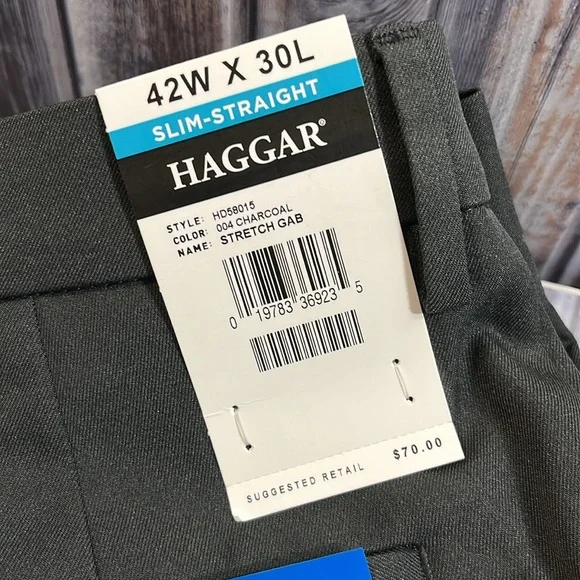 42W X 30L
SLIM-STRAIGHT
HAGGAR®
STYLE: HD58015
COLOR: 004 CHARCOAL
NAME: STRETCH GAB
0 19783 36923 5
SUGGESTED RETAIL $70.00